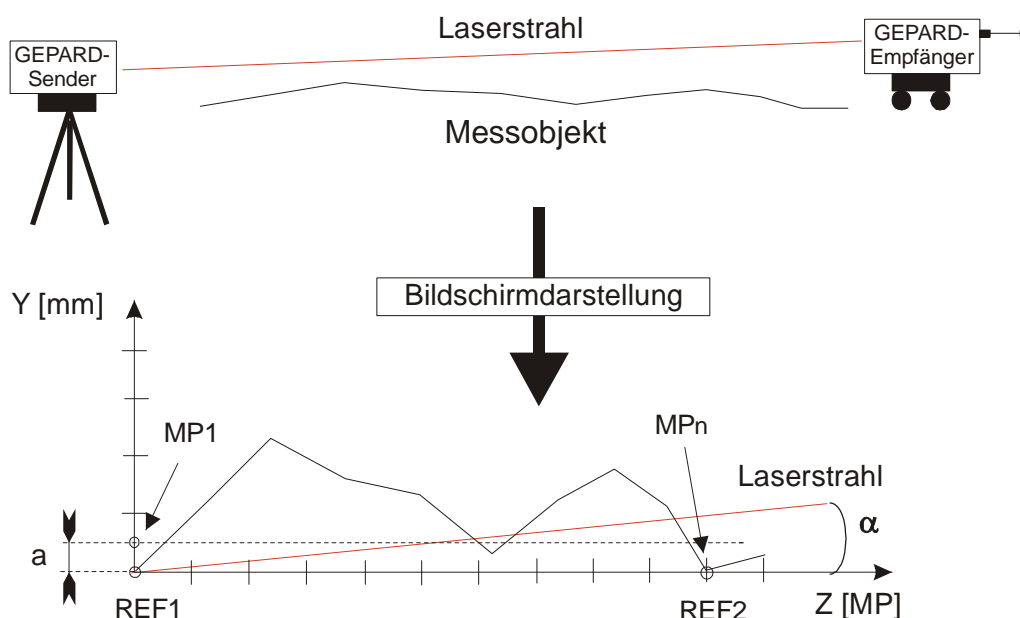 Laserstrahl
GEPARD-
Sender
GEPARD-
Empfänger
Messobjekt
Bildschirmdarstellung
Y [mm]
MP1
MPn
Laserstrahl
α
a
REF1
REF2
Z [MP]